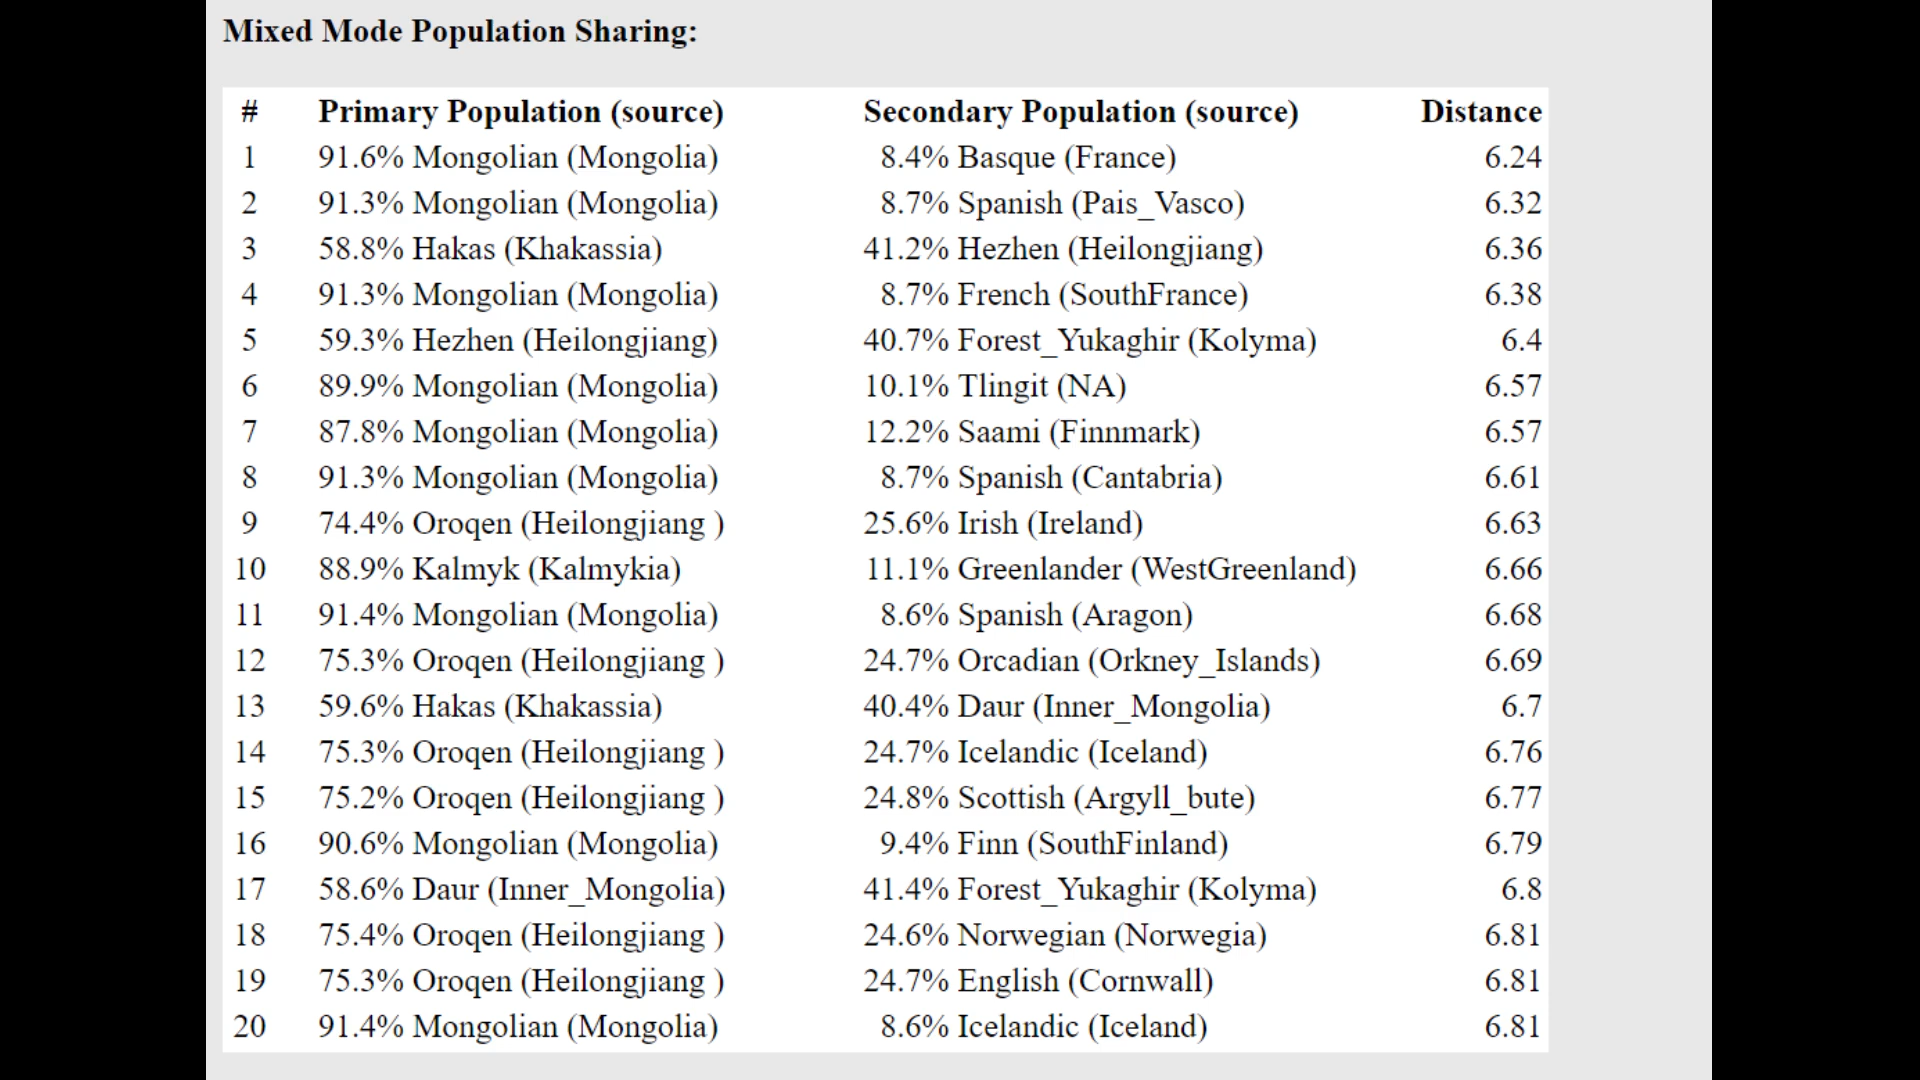 Mixed Mode Population Sharing:
# Primary Population (source) Secondary Population (source) Distance
1 91.6% Mongolian (Mongolia) 8.4% Basque (France) 6.24
2 91.3% Mongolian (Mongolia) 8.7% Spanish (Pais_Vasco) 6.32
3 58.8% Hakas (Khakassia) 41.2% Hezhen (Heilongjiang) 6.36
4 91.3% Mongolian (Mongolia) 8.7% French (SouthFrance) 6.38
5 59.3% Hezhen (Heilongjiang) 40.7% Forest_Yukaghir (Kolyma) 6.4
6 89.9% Mongolian (Mongolia) 10.1% Tlingit (NA) 6.57
7 87.8% Mongolian (Mongolia) 12.2% Saami (Finnmark) 6.57
8 91.3% Mongolian (Mongolia) 8.7% Spanish (Cantabria) 6.61
9 74.4% Oroqen (Heilongjiang ) 25.6% Irish (Ireland) 6.63
10 88.9% Kalmyk (Kalmykia) 11.1% Greenlander (WestGreenland) 6.66
11 91.4% Mongolian (Mongolia) 8.6% Spanish (Aragon) 6.68
12 75.3% Oroqen (Heilongjiang ) 24.7% Orcadian (Orkney_Islands) 6.69
13 59.6% Hakas (Khakassia) 40.4% Daur (Inner_Mongolia) 6.7
14 75.3% Oroqen (Heilongjiang ) 24.7% Icelandic (Iceland) 6.76
15 75.2% Oroqen (Heilongjiang ) 24.8% Scottish (Argyll_bute) 6.77
16 90.6% Mongolian (Mongolia) 9.4% Finn (SouthFinland) 6.79
17 58.6% Daur (Inner_Mongolia) 41.4% Forest_Yukaghir (Kolyma) 6.8
18 75.4% Oroqen (Heilongjiang ) 24.6% Norwegian (Norwegia) 6.81
19 75.3% Oroqen (Heilongjiang ) 24.7% English (Cornwall) 6.81
20 91.4% Mongolian (Mongolia) 8.6% Icelandic (Iceland) 6.81